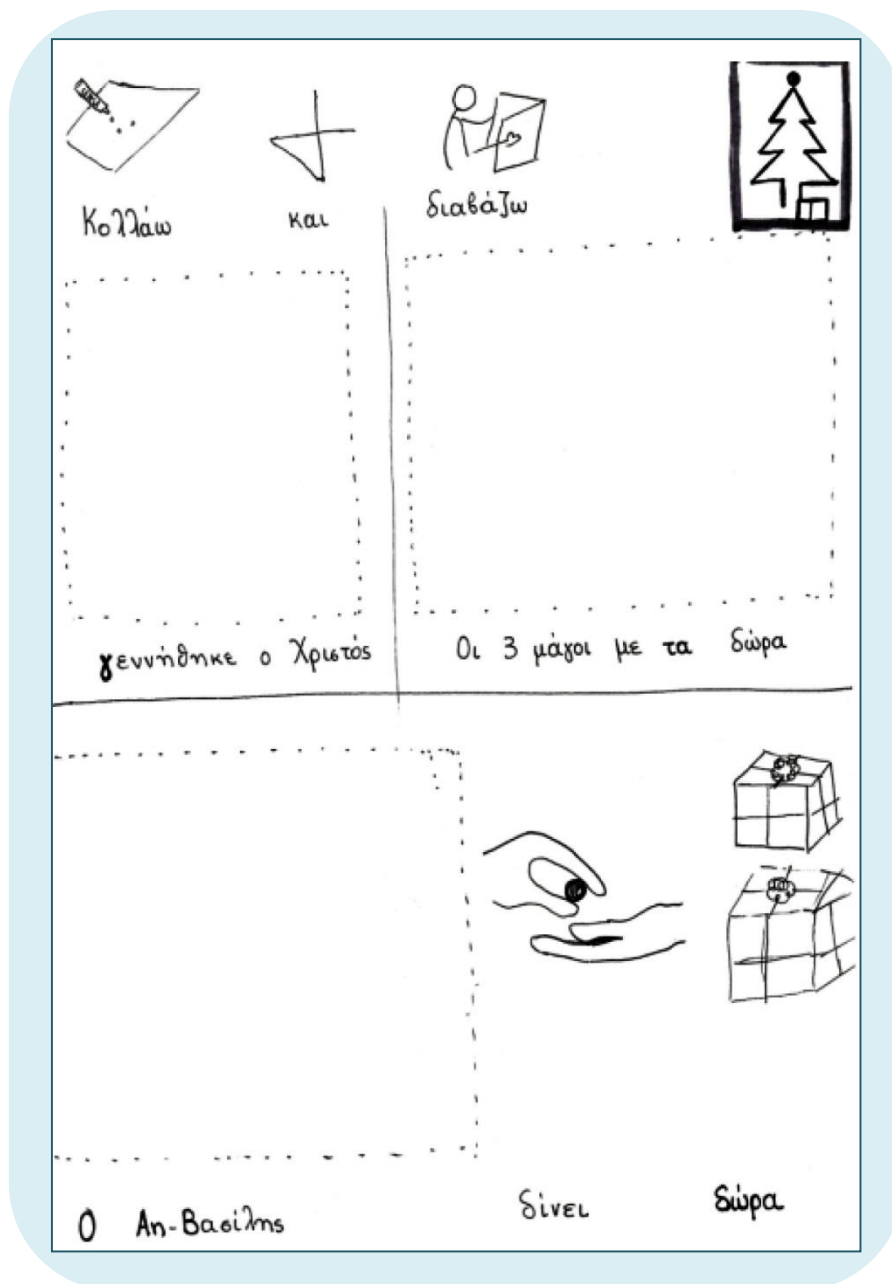 Κολλάω και διαβάζω
γεννήθηκε ο Χριστός
Οι 3 μάγοι με τα δώρα
Ο Αη-Βασίλης δίνει δώρα